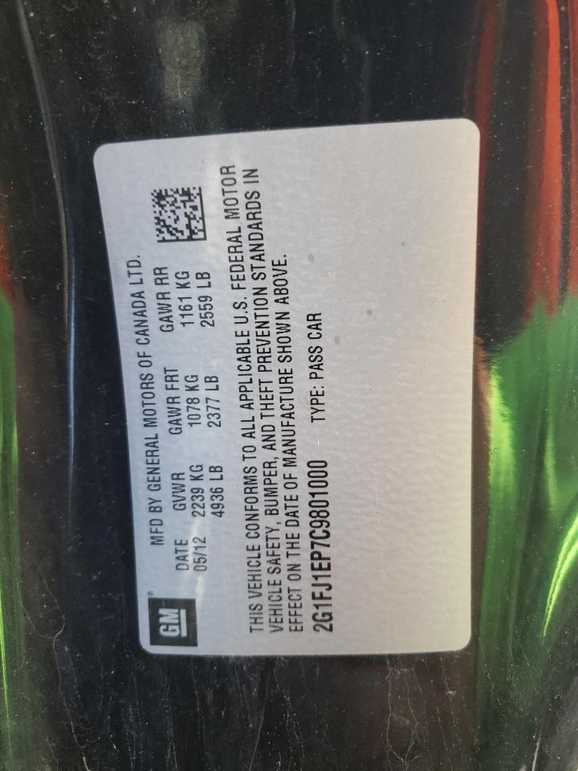 GM®
MFD BY GENERAL MOTORS OF CANADA LTD.
DATE GVWR GAWR FRT GAWR RR
05/12 2239 KG 1078 KG 1161 KG
4936 LB 2377 LB 2559 LB
THIS VEHICLE CONFORMS TO ALL APPLICABLE U.S. FEDERAL MOTOR
VEHICLE SAFETY, BUMPER, AND THEFT PREVENTION STANDARDS IN
EFFECT ON THE DATE OF MANUFACTURE SHOWN ABOVE.
2G1FJ1EP7C9801000 TYPE: PASS CAR